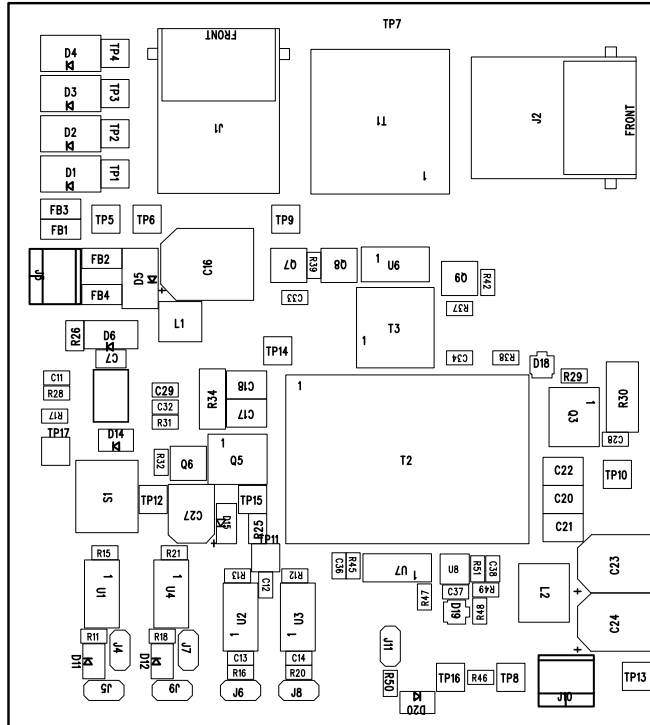 TP7
D4
TP4
FRONT
D3
TP3
D2
TP2
J1
T1
J2
FRONT
D1
TP1
1
FB3
TP5
TP6
TP9
FB1
FB2
D5
C16
Q7
R39
Q8
1
U6
Q9
R42
FB4
C33
R37
L1
T3
1
R26
D6
C7
TP14
C34
R38
D18
C11
R28
C29
R34
C18
1
R29
R30
C32
C17
1
Q3
R17
R31
TP17
D14
1
Q5
T2
C28
R32
Q6
C22
TP10
S1
TP12
C27
D15
TP15
C20
R25
C21
TP11
R15
R21
C36
R45
U7
1
U8
R51
C38
C23
1
U1
1
U4
R13
C12
R12
C37
R49
L2
R47
D19
R48
U2
1
U3
1
C24
R11
J4
R18
J7
J11
D11
D12
C13
C14
R16
R20
R50
TP16
R46
TP8
J10
TP13
J5
J9
J6
J8
D20